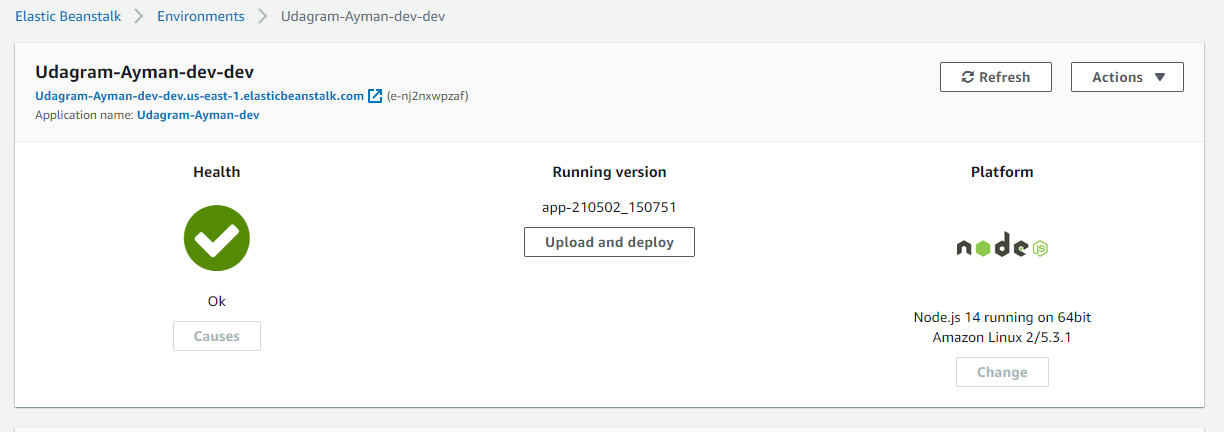 Elastic Beanstalk > Environments > Udagram-Ayman-dev-dev
Udagram-Ayman-dev-dev
Refresh
Actions
Udagram-Ayman-dev-dev.us-east-1.elasticbeanstalk.com (e-nj2nxwpzaf)
Application name: Udagram-Ayman-dev
Health
Ok
Causes
Running version
app-210502_150751
Upload and deploy
Platform
node JS
Node.js 14 running on 64bit
Amazon Linux 2/5.3.1
Change